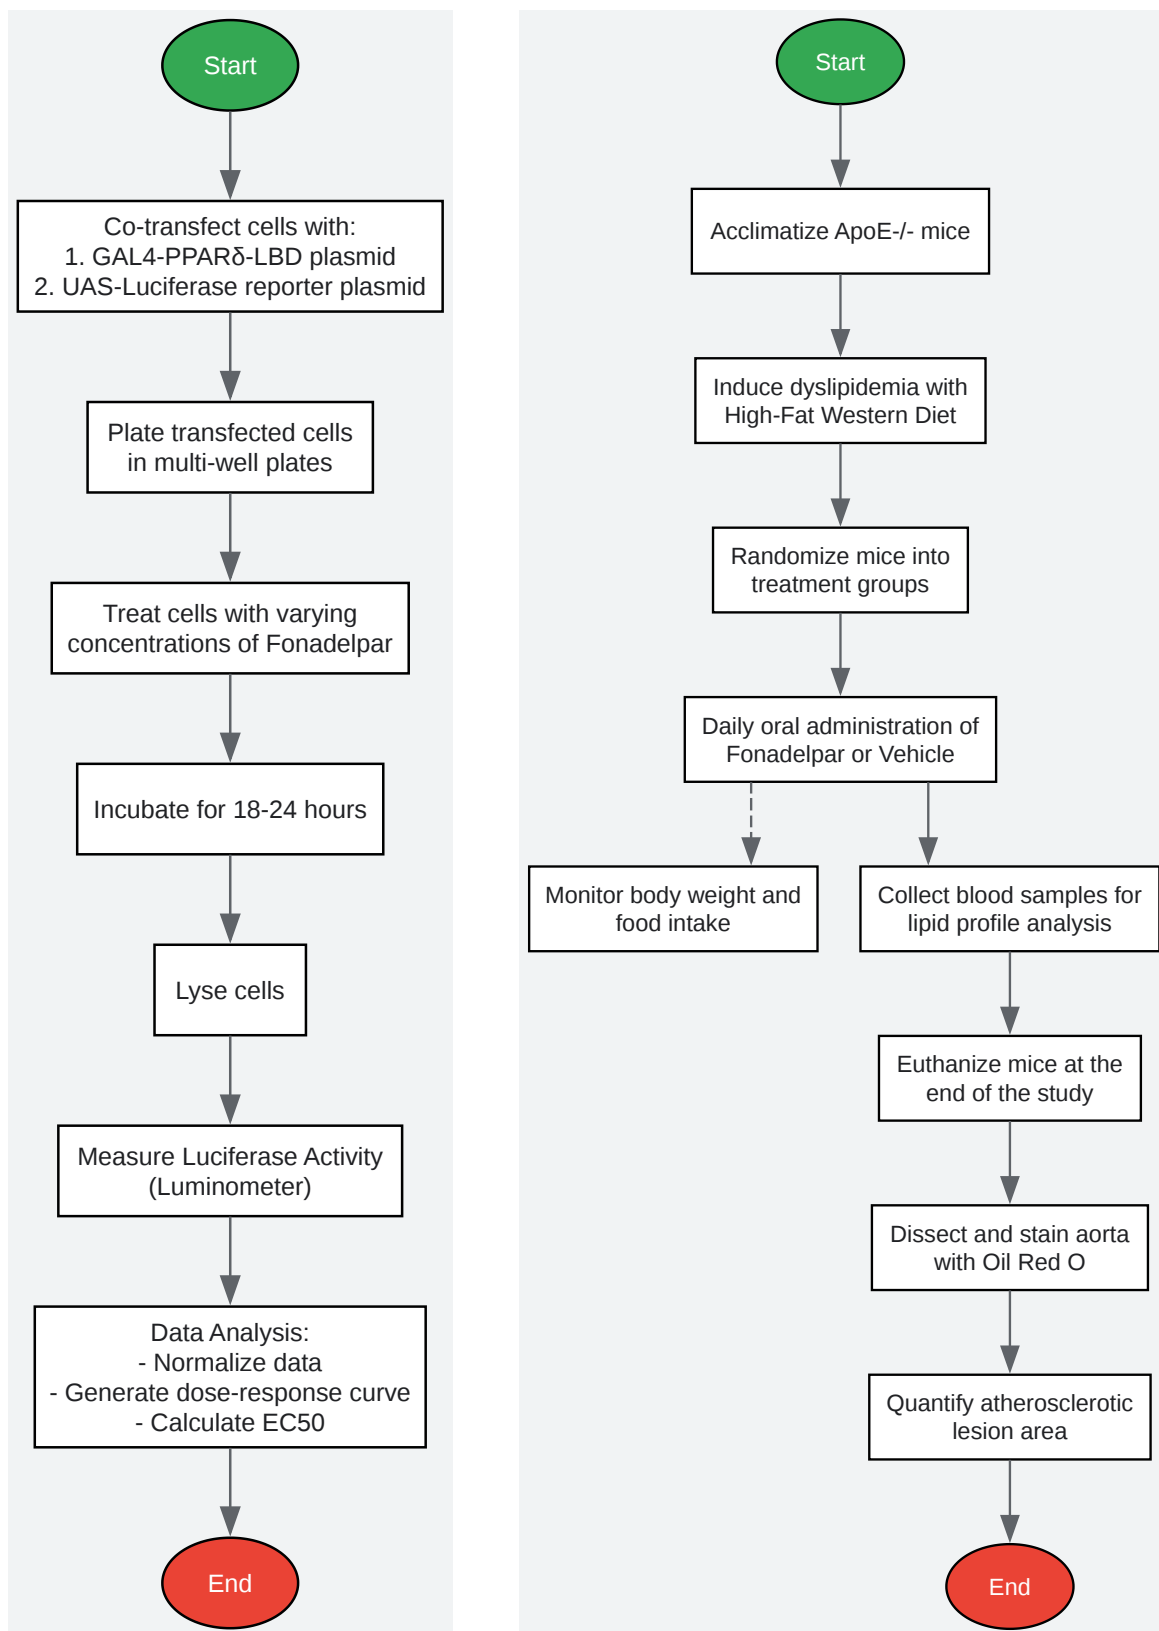 Start
Co-transfect cells with:
1. GAL4-PPARδ-LBD plasmid
2. UAS-Luciferase reporter plasmid
Plate transfected cells
in multi-well plates
Treat cells with varying
concentrations of Fonadelpar
Incubate for 18-24 hours
Lyse cells
Measure Luciferase Activity
(Luminometer)
Data Analysis:
- Normalize data
- Generate dose-response curve
- Calculate EC50
End
Start
Acclimatize ApoE-/- mice
Induce dyslipidemia with
High-Fat Western Diet
Randomize mice into
treatment groups
Daily oral administration of
Fonadelpar or Vehicle
Monitor body weight and
food intake
Collect blood samples for
lipid profile analysis
Euthanize mice at the
end of the study
Dissect and stain aorta
with Oil Red O
Quantify atherosclerotic
lesion area
End